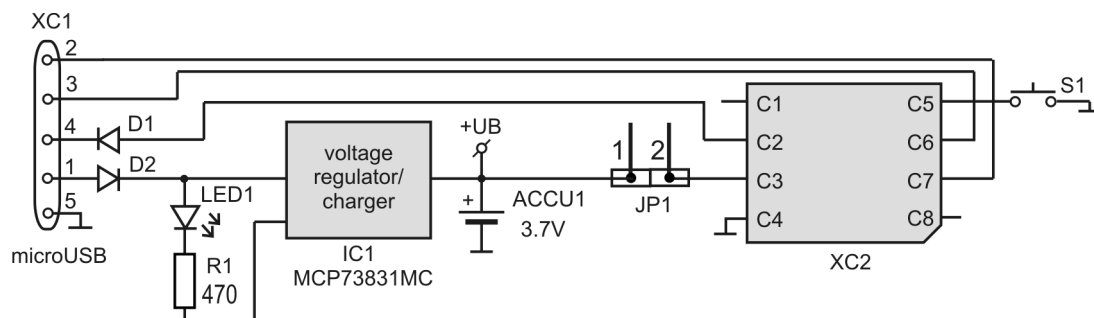 XC1
2
3
4
1
5
microUSB
D1
D2
LED1
R1
470
voltage
regulator/
charger
IC1
MCP73831MC
+UB
+
ACCU1
3.7V
1
2
JP1
C1
C2
C3
C4
C5
C6
C7
C8
XC2
S1